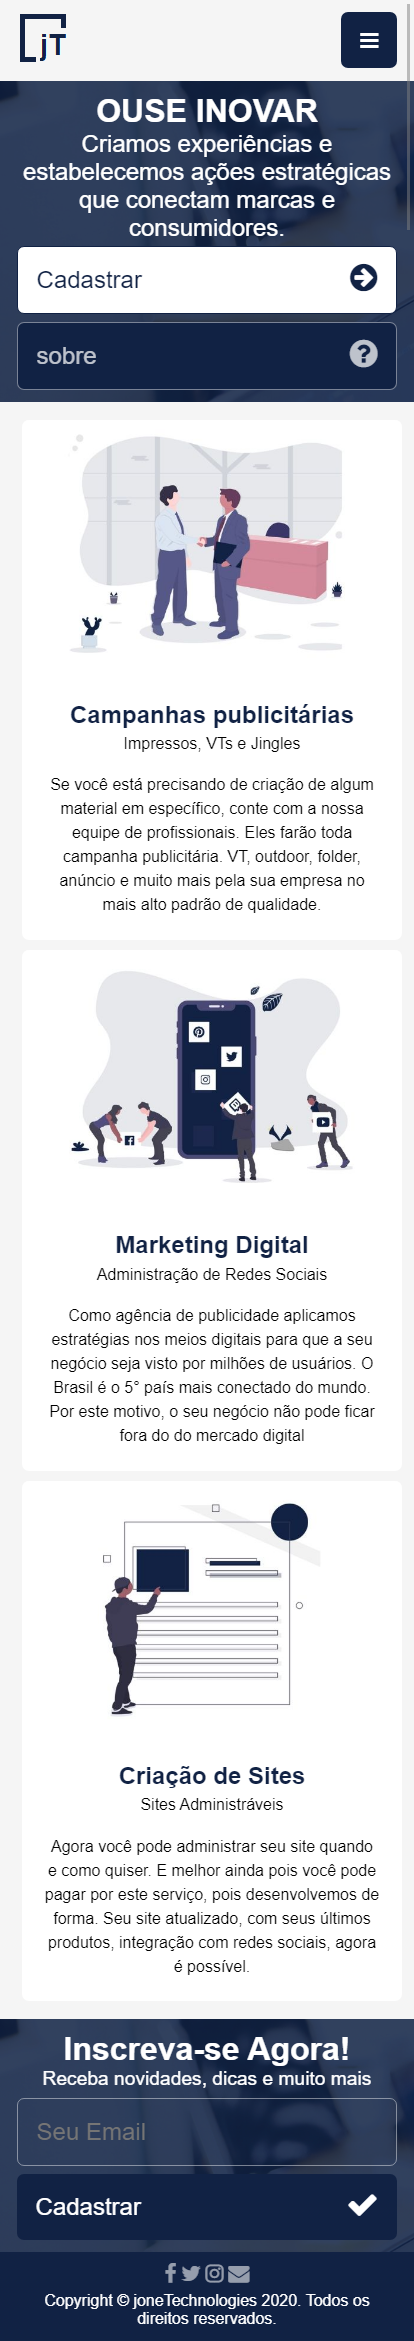 jT
OUSE INOVAR
Criamos experiências e
estabelecemos ações estratégicas
que conectam marcas e
consumidores.
Cadastrar
sobre
Campanhas publicitárias
Impressos, VTs e Jingles
Se você está precisando de criação de algum
material em específico, conte com a nossa
equipe de profissionais. Eles farão toda
campanha publicitária. VT, outdoor, folder,
anúncio e muito mais pela sua empresa no
mais alto padrão de qualidade.
Marketing Digital
Administração de Redes Sociais
Como agência de publicidade aplicamos
estratégias nos meios digitais para que a seu
negócio seja visto por milhões de usuários. O
Brasil é o 5° país mais conectado do mundo.
Por este motivo, o seu negócio não pode ficar
fora do do mercado digital
Criação de Sites
Sites Administráveis
Agora você pode administrar seu site quando
e como quiser. E melhor ainda pois você pode
pagar por este serviço, pois desenvolvemos de
forma. Seu site atualizado, com seus últimos
produtos, integração com redes sociais, agora
é possível.
Inscreva-se Agora!
Receba novidades, dicas e muito mais
Seu Email
Cadastrar
Copyright © joneTechnologies 2020. Todos os
direitos reservados.